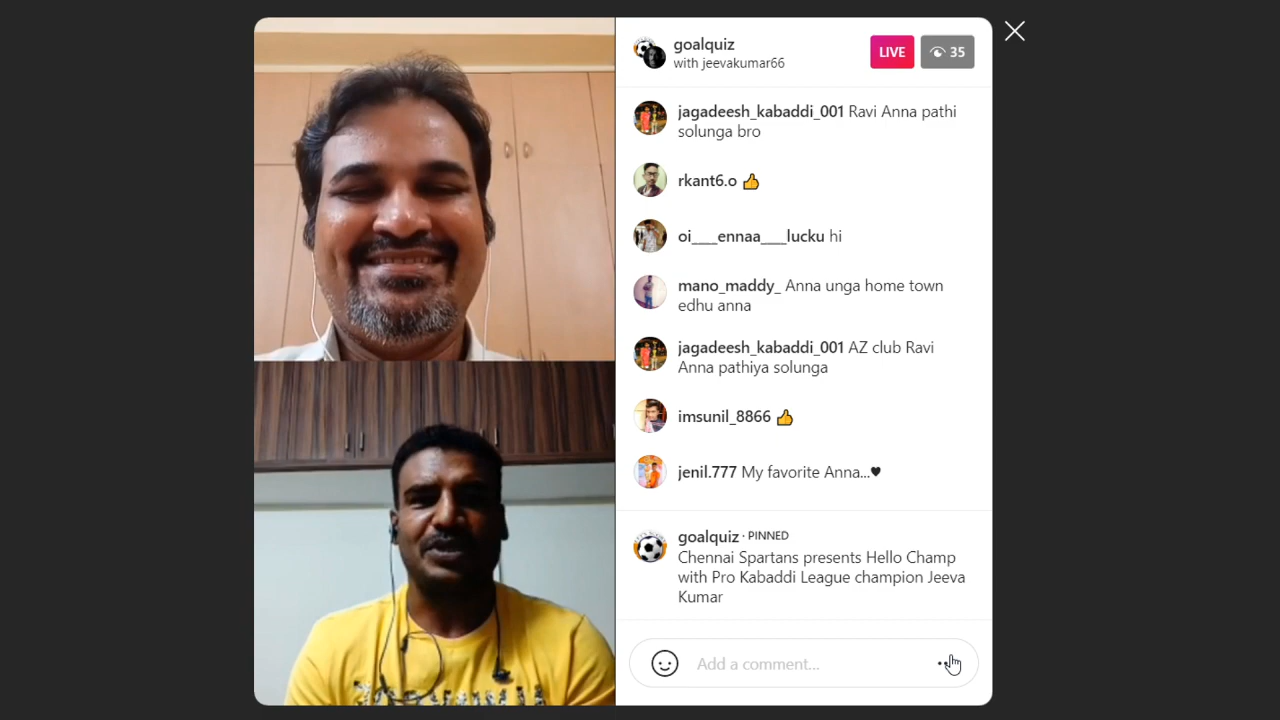 goalquiz
with jeevakumar66
LIVE
35
jagadeesh_kabaddi_001 Ravi Anna pathi
solunga bro
rkant6.o 👍
oi___ennaa___lucku hi
mano_maddy_ Anna unga home town
edhu anna
jagadeesh_kabaddi_001 AZ club Ravi
Anna pathiya solunga
imsunil_8866 👍
jenil.777 My favorite Anna...♥
goalquiz · PINNED
Chennai Spartans presents Hello Champ
with Pro Kabaddi League champion Jeeva
Kumar
Add a comment...